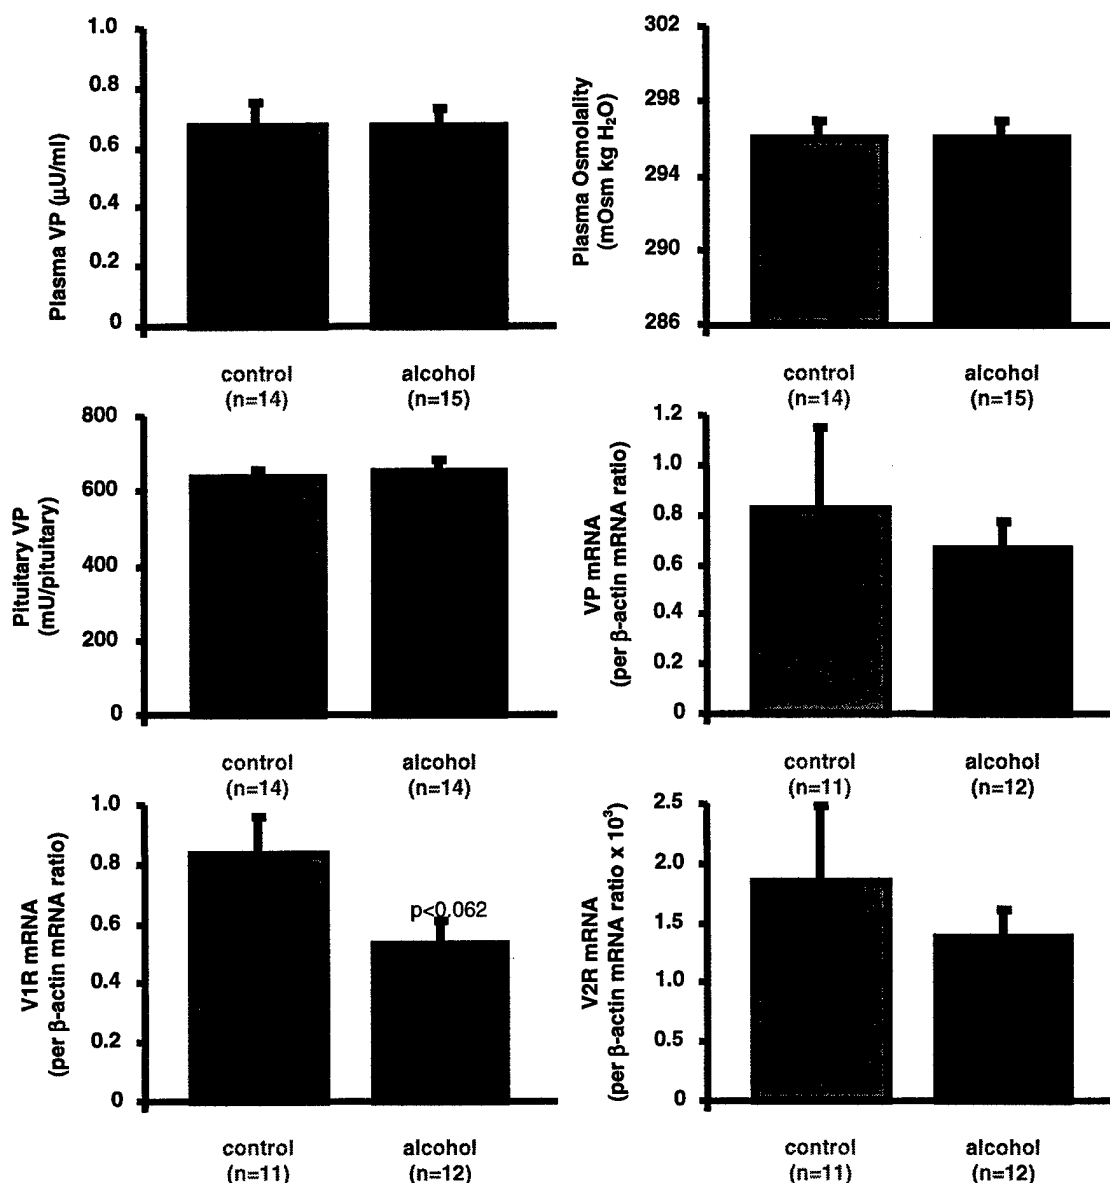 Plasma VP (μU/ml)
1.0
0.8
0.6
0.4
0.2
0
control
(n=14)
alcohol
(n=15)
Plasma Osmolality
(mOsm kg H₂O)
302
298
294
290
286
control
(n=14)
alcohol
(n=15)
Pituitary VP
(mU/pituitary)
800
600
400
200
0
control
(n=14)
alcohol
(n=14)
VP mRNA
(per β-actin mRNA ratio)
1.2
1.0
0.8
0.6
0.4
0.2
0
control
(n=11)
alcohol
(n=12)
V1R mRNA
(per β-actin mRNA ratio)
1.0
0.8
0.6
0.4
0.2
0
p<0.062
control
(n=11)
alcohol
(n=12)
V2R mRNA
(per β-actin mRNA ratio x 10³)
2.5
2.0
1.5
1.0
0.5
0
control
(n=11)
alcohol
(n=12)